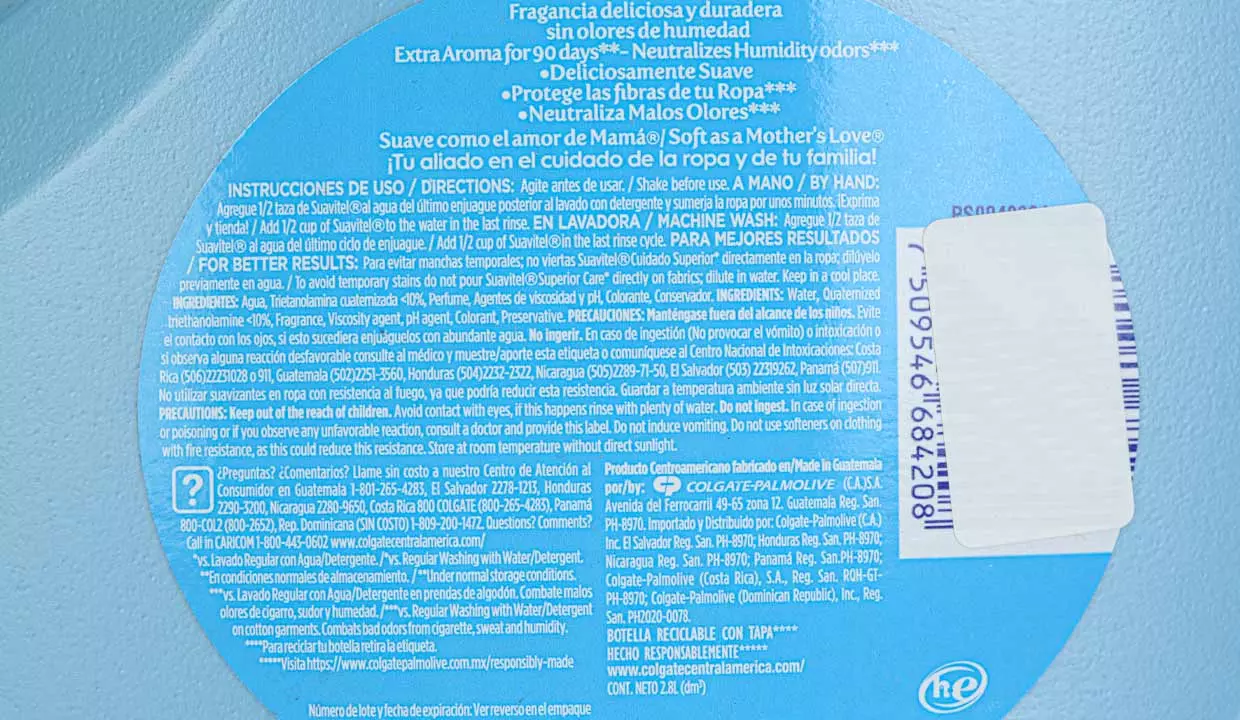 Fragancia deliciosa y duradera
sin olores de humedad
Extra Aroma for 90 days**- Neutralizes Humidity odors***
•Deliciosamente Suave
•Protege las fibras de tu Ropa***
•Neutraliza Malos Olores***
Suave como el amor de Mamá®/ Soft as a Mother's Love®
¡Tu aliado en el cuidado de la ropa y de tu familia!
INSTRUCCIONES DE USO / DIRECTIONS: Agite antes de usar. / Shake before use. A MANO / BY HAND:
Agregue 1/2 taza de Suavitel®al agua del último enjuague posterior al lavado con detergente y sumerja la ropa por unos minutos. ¡Exprima
y tienda! / Add 1/2 cup of Suavitel®to the water in the last rinse. EN LAVADORA / MACHINE WASH: Agregue 1/2 taza de
Suavitel® al agua del último ciclo de enjuague. / Add 1/2 cup of Suavitel®in the last rinse cycle. PARA MEJORES RESULTADOS
/ FOR BETTER RESULTS: Para evitar manchas temporales; no viertas Suavitel®Cuidado Superior* directamente en la ropa; dilúyelo
previamente en agua. / To avoid temporary stains do not pour Suavitel®Superior Care* directly on fabrics; dilute in water. Keep in a cool place.
INGREDIENTES: Agua, Trietanolamina cuaternizada <10%, Perfume, Agentes de viscosidad y pH, Colorante, Conservador. INGREDIENTS: Water, Quaternized
triethanolamine <10%, Fragrance, Viscosity agent, pH agent, Colorant, Preservative. PRECAUCIONES: Manténgase fuera del alcance de los niños. Evite
el contacto con los ojos, si esto sucediera enjuáguelos con abundante agua. No ingerir. En caso de ingestión (No provocar el vómito) o intoxicación o
si observa alguna reacción desfavorable consulte al médico y muestre/aporte esta etiqueta o comuníquese al Centro Nacional de Intoxicaciones: Costa
Rica (506)22231028 o 911, Guatemala (502)2251-3560, Honduras (504)2232-2322, Nicaragua (505)2289-71-50, El Salvador (503) 22319262, Panamá (507)911.
No utilizar suavizantes en ropa con resistencia al fuego, ya que podría reducir esta resistencia. Guardar a temperatura ambiente sin luz solar directa.
PRECAUTIONS: Keep out of the reach of children. Avoid contact with eyes, if this happens rinse with plenty of water. Do not ingest. In case of ingestion
or poisoning or if you observe any unfavorable reaction, consult a doctor and provide this label. Do not induce vomiting. Do not use softeners on clothing
with fire resistance, as this could reduce this resistance. Store at room temperature without direct sunlight.
? ¿Preguntas? ¿Comentarios? Llame sin costo a nuestro Centro de Atención al
Consumidor en Guatemala 1-801-265-4283, El Salvador 2278-1213, Honduras
2290-3200, Nicaragua 2280-9650, Costa Rica 800 COLGATE (800-265-4283), Panamá
800-COL2 (800-2652), Rep. Dominicana (SIN COSTO) 1-809-200-1472. Questions? Comments?
Call in CARICOM 1-800-443-0602 www.colgatecentralamerica.com/
*vs. Lavado Regular con Agua/Detergente. /*vs. Regular Washing with Water/Detergent.
**En condiciones normales de almacenamiento. / **Under normal storage conditions.
***vs. Lavado Regular con Agua/Detergente en prendas de algodón. Combate malos
olores de cigarro, sudor y humedad. /***vs. Regular Washing with Water/Detergent
on cotton garments. Combats bad odors from cigarette, sweat and humidity.
****Para reciclar tu botella retira la etiqueta.
*****Visita https://www.colgatepalmolive.com.mx/responsibly-made
Número de lote y fecha de expiración: Ver reverso en el empaque
Producto Centroamericano fabricado en/Made in Guatemala
por/by: CP COLGATE-PALMOLIVE (C.A.)S.A.
Avenida del Ferrocarril 49-65 zona 12. Guatemala Reg. San.
PH-8970. Importado y Distribuido por: Colgate-Palmolive (C.A.)
Inc. El Salvador Reg. San. PH-8970; Honduras Reg. San. PH-8970;
Nicaragua Reg. San. PH-8970; Panamá Reg. San.PH-8970;
Colgate-Palmolive (Costa Rica), S.A., Reg. San. RQH-GT-
PH-8970; Colgate-Palmolive (Dominican Republic), Inc., Reg.
San. PH2020-0078.
BOTELLA RECICLABLE CON TAPA****
HECHO RESPONSABLEMENTE*****
www.colgatecentralamerica.com/
CONT. NETO 2.8L (dm³)
7 509546 684208
he